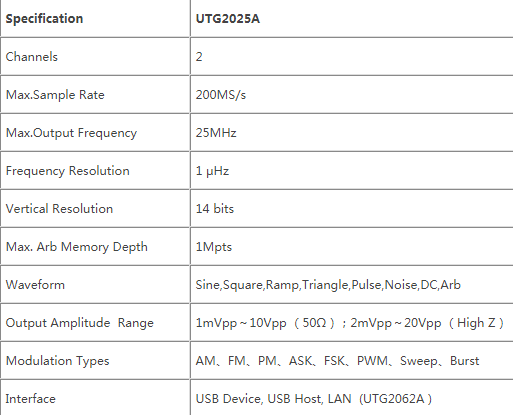 Specification UTG2025A
Channels 2
Max.Sample Rate 200MS/s
Max.Output Frequency 25MHz
Frequency Resolution 1 μHz
Vertical Resolution 14 bits
Max. Arb Memory Depth 1Mpts
Waveform Sine,Square,Ramp,Triangle,Pulse,Noise,DC,Arb
Output Amplitude  Range 1mVpp～10Vpp （50Ω）；2mVpp～20Vpp （High Z）
Modulation Types AM、FM、PM、ASK、FSK、PWM、Sweep、Burst
Interface USB Device, USB Host, LAN （UTG2062A）